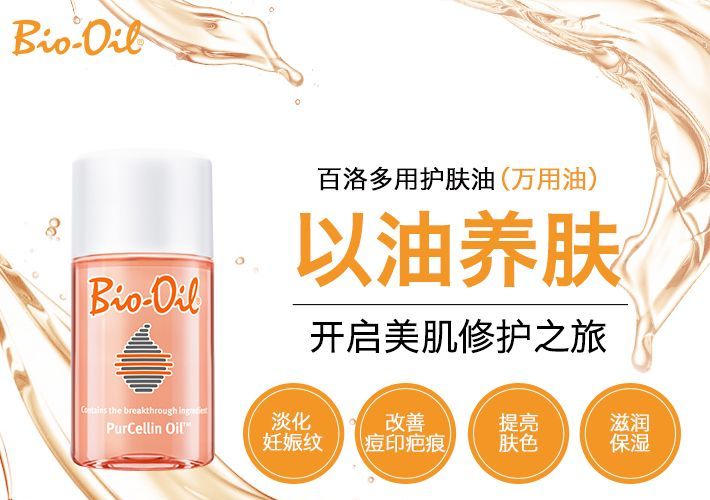 Bio-Oil®
百洛多用护肤油（万用油）
以油养肤
开启美肌修护之旅
Bio-Oil®
Contains the breakthrough ingredient
PurCellin Oil™
淡化
妊娠纹
改善
痘印疤痕
提亮
肤色
滋润
保湿